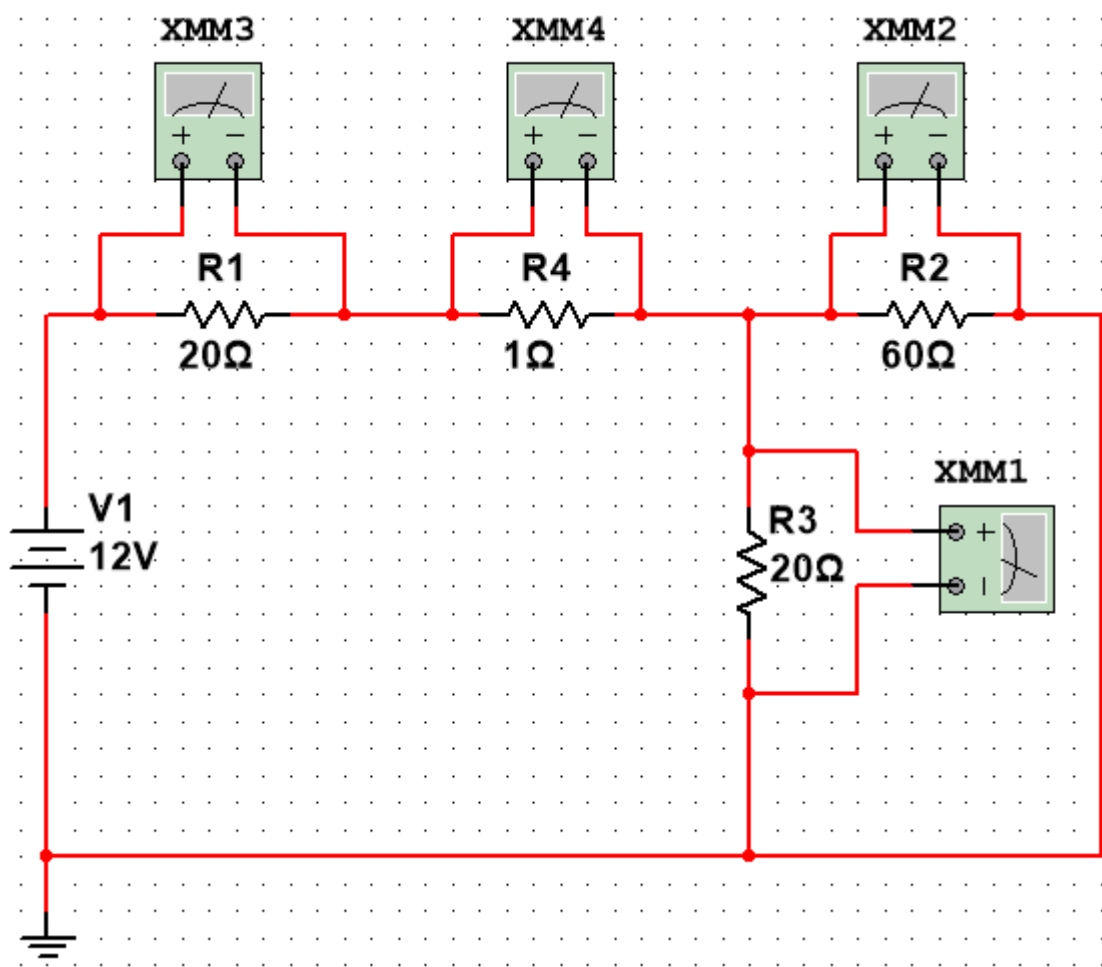 XMM3
XMM4
XMM2
+ −
+ −
+ −
R1
R4
R2
20Ω
1Ω
60Ω
XMM1
V1
12V
R3
20Ω
+
−